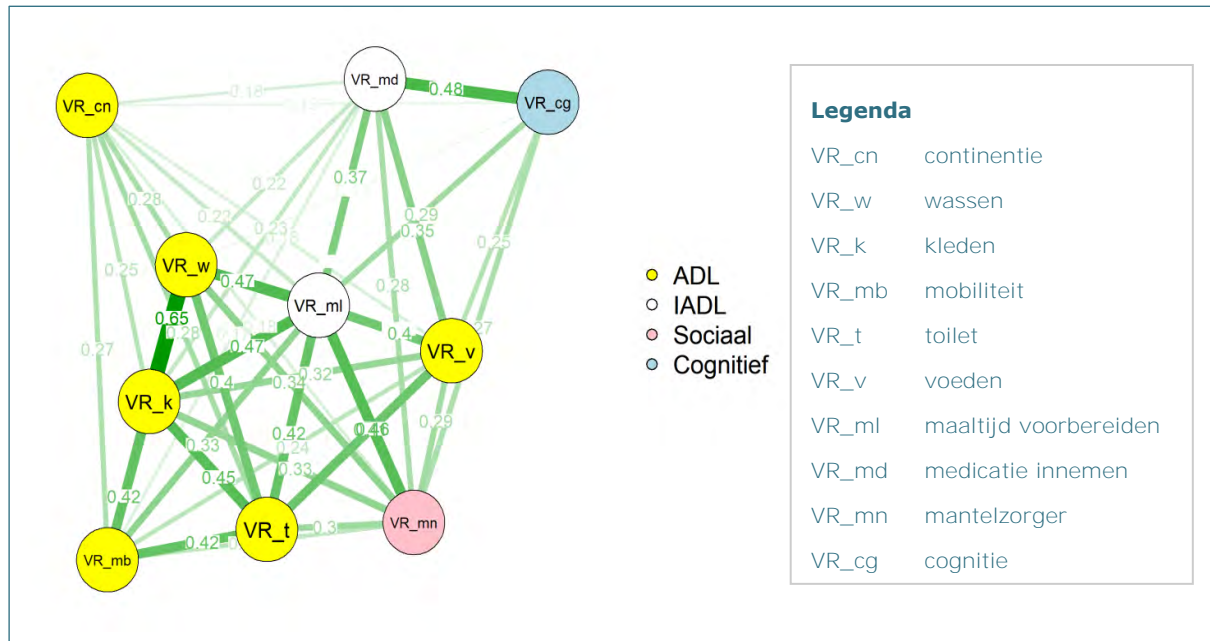 VR_md
VR_cg
VR_cn
0.18
0.48
0.37
0.22
0.28
0.22
0.23
0.29
0.35
0.25
0.25
VR_w
0.47
VR_ml
0.28
0.27
0.65
0.28
0.4
VR_v
0.27
0.47
0.32
0.4
0.34
VR_k
0.42
0.46
0.29
0.33
0.24
0.33
0.45
0.42
VR_mb
0.42
VR_t
0.3
VR_mn
ADL
IADL
Sociaal
Cognitief
Legenda
VR_cn continentie
VR_w wassen
VR_k kleden
VR_mb mobiliteit
VR_t toilet
VR_v voeden
VR_ml maaltijd voorbereiden
VR_md medicatie innemen
VR_mn mantelzorger
VR_cg cognitie